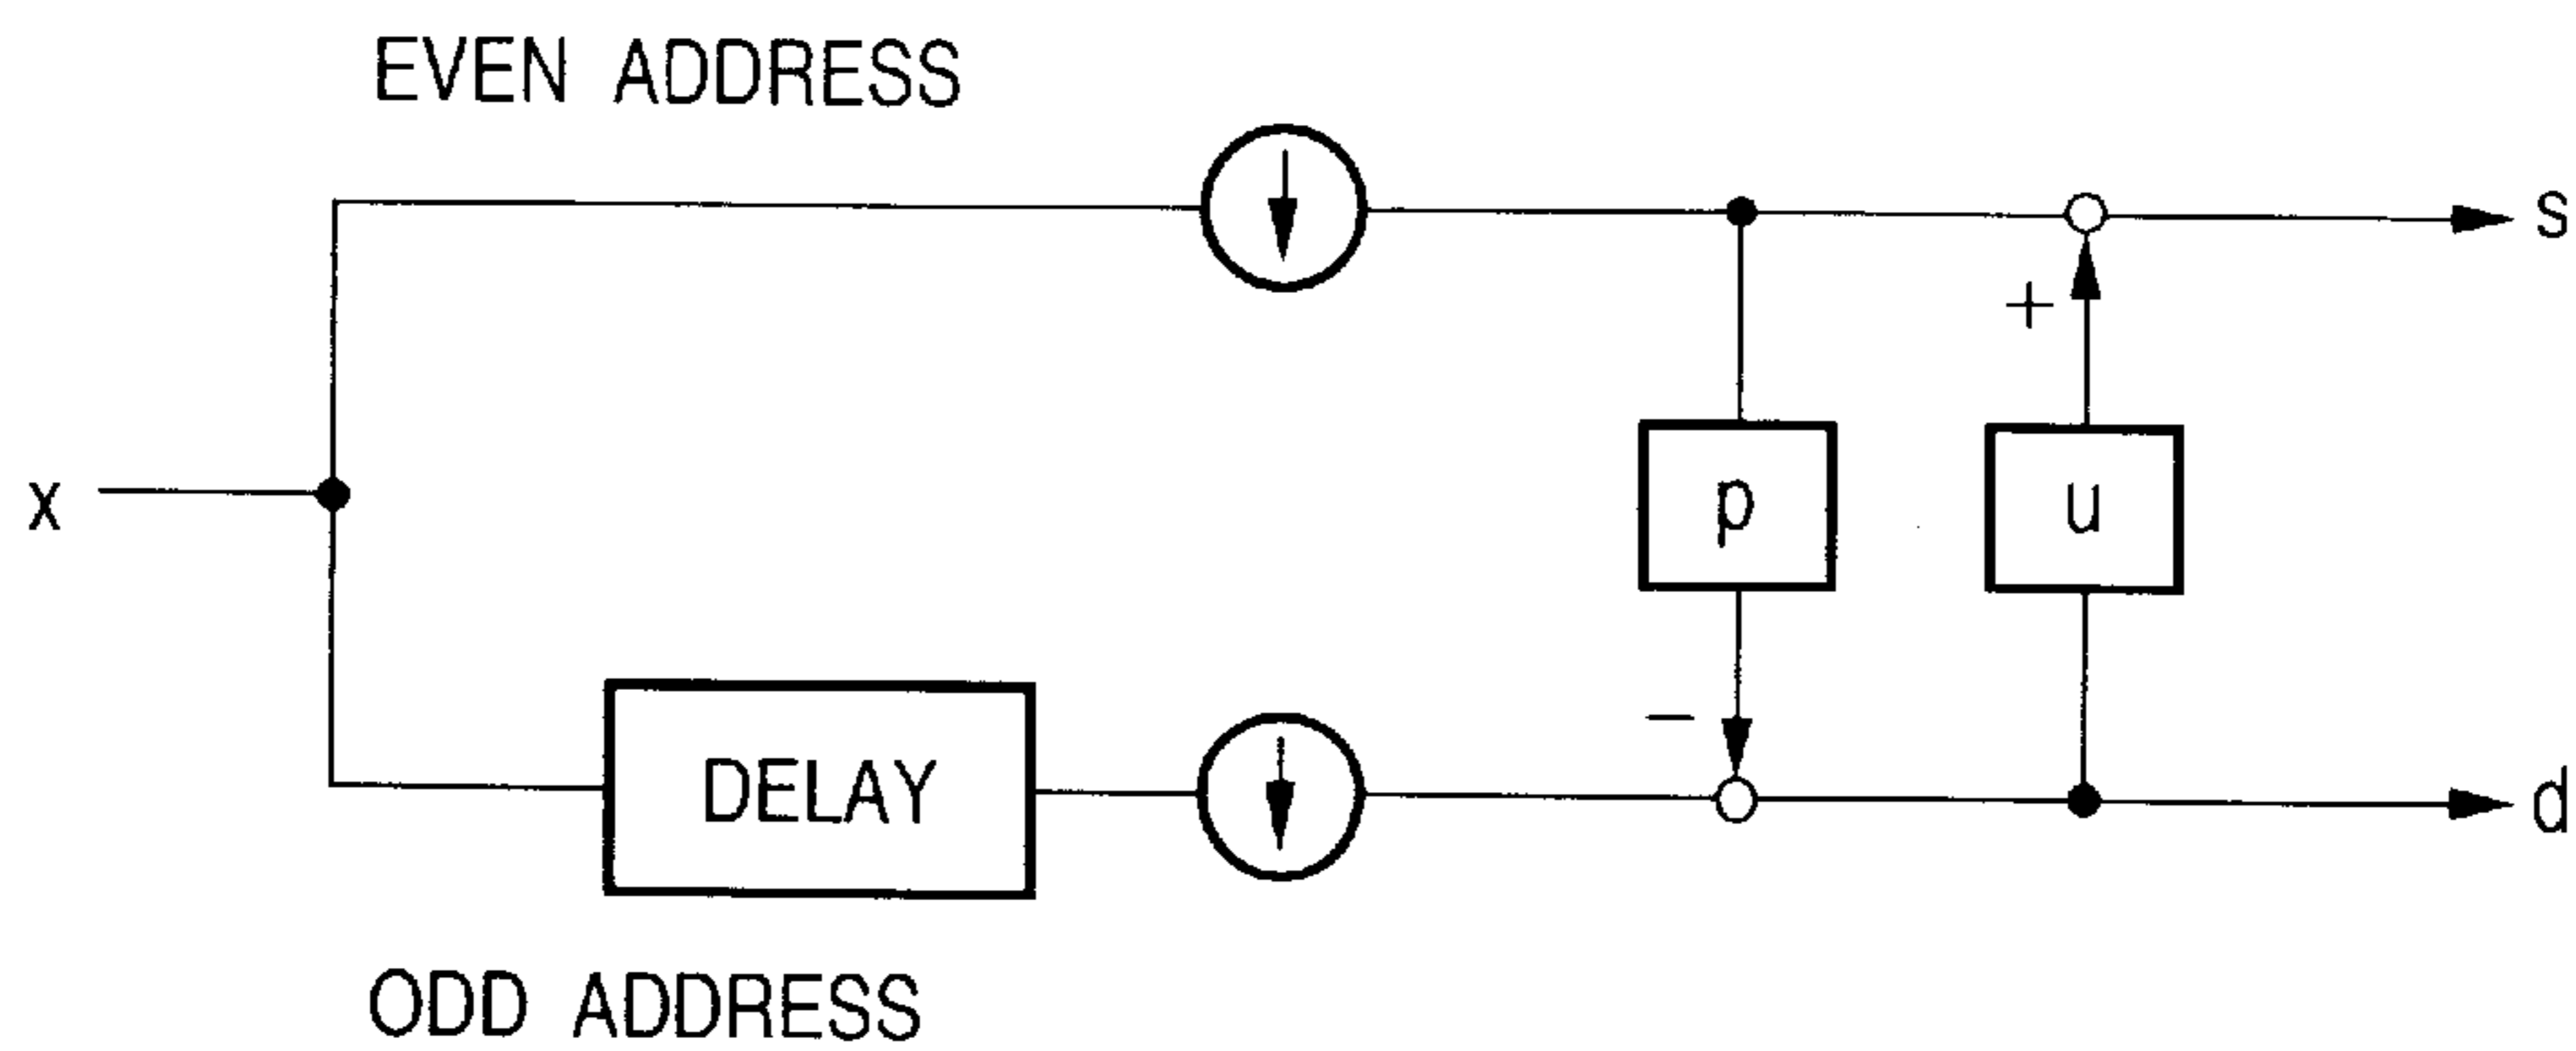 EVEN ADDRESS
s
+
x
p
u
−
DELAY
d
ODD ADDRESS